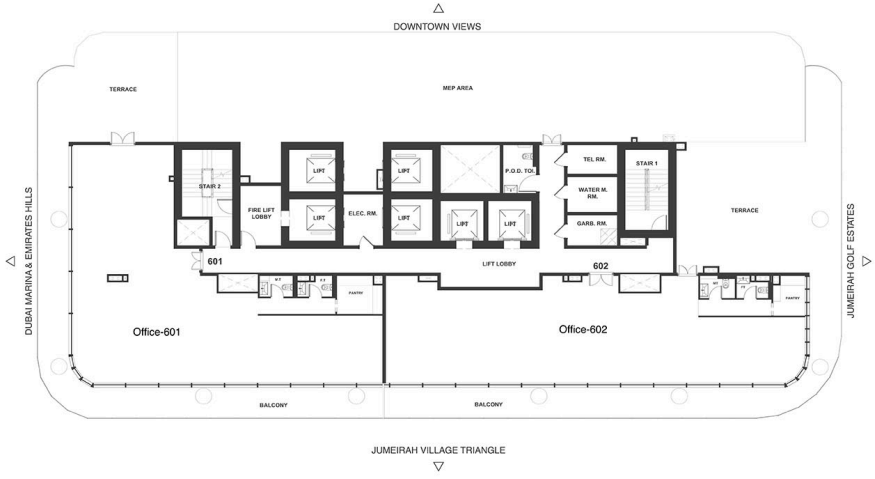 DOWNTOWN VIEWS
TERRACE
MEP AREA
TEL RM.
STAIR 1
LIFT
LIFT
P.O.D. TOI.
STAIR 2
WATER M.
RM.
FIRE LIFT
LOBBY
ELEC. RM.
LIFT
LIFT
LIFT
LIFT
GARB. RM.
TERRACE
601
LIFT LOBBY
602
M T
F T
PANTRY
MT
F T
PANTRY
Office-601
Office-602
BALCONY
BALCONY
DUBAI MARINA & EMIRATES HILLS
JUMEIRAH GOLF ESTATES
JUMEIRAH VILLAGE TRIANGLE